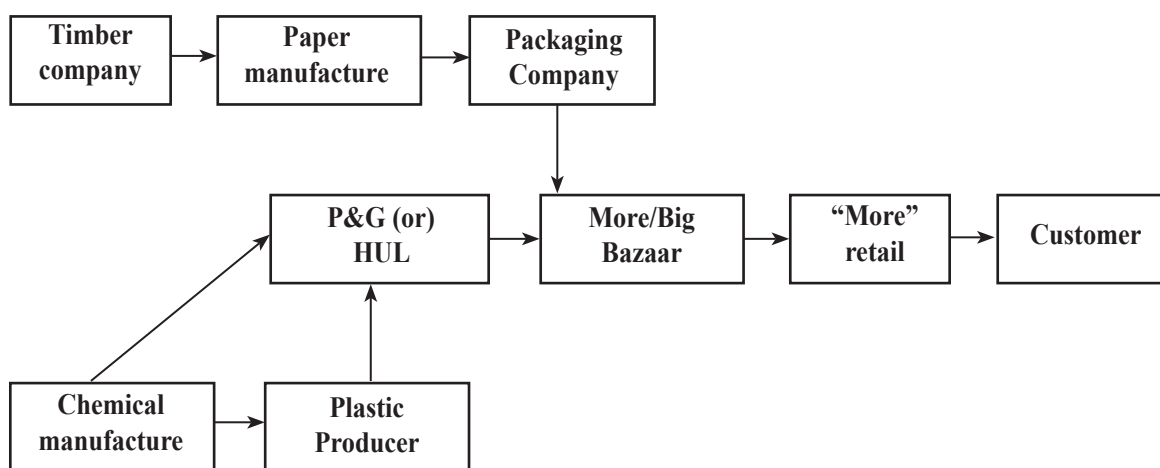 Timber
company
Paper
manufacture
Packaging
Company
P&G (or)
HUL
More/Big
Bazaar
“More”
retail
Customer
Chemical
manufacture
Plastic
Producer